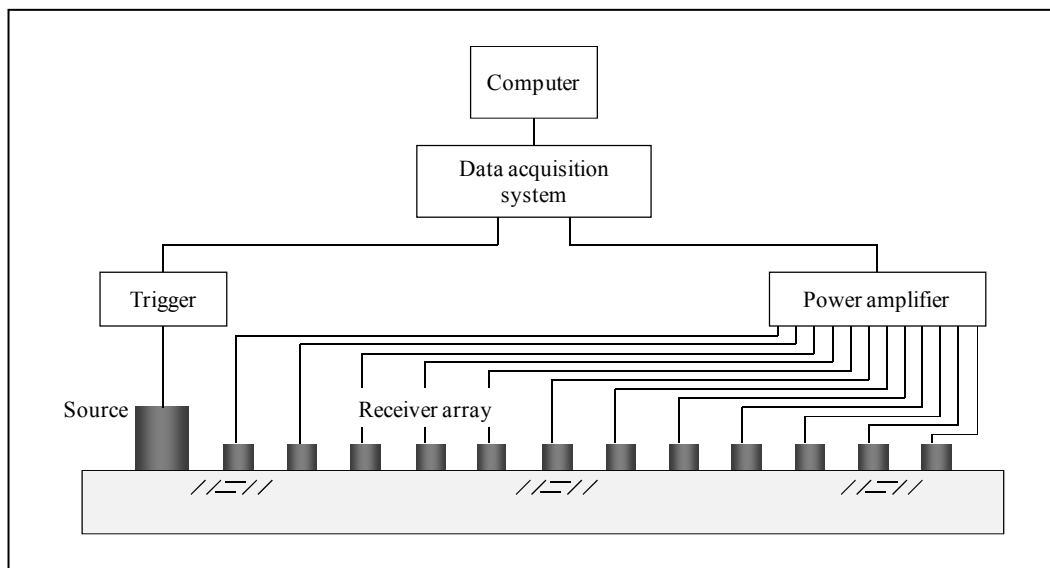 Computer
Data acquisition
system
Trigger
Power amplifier
Source
Receiver array